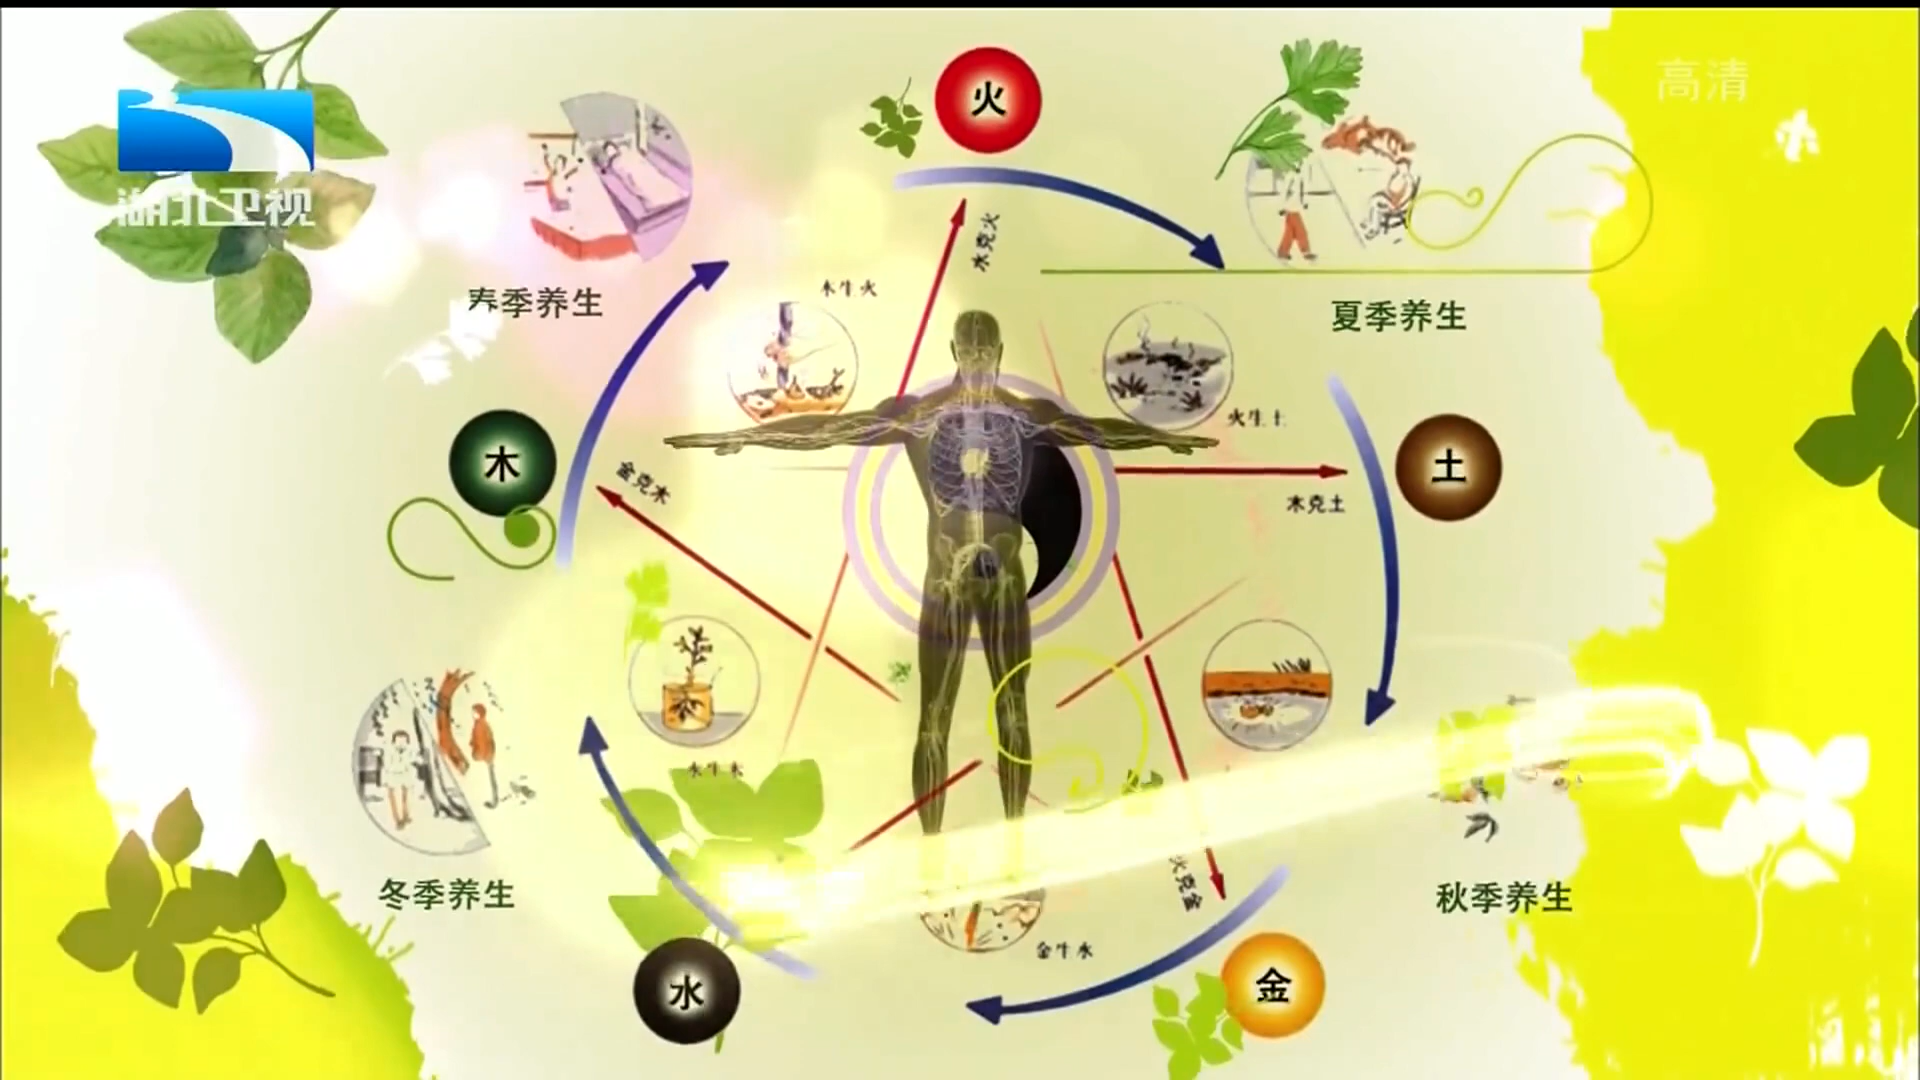 高清
湖北卫视
火
水克火
春季养生
夏季养生
木生火
火生土
木
金克木
土
木克土
水生木
冬季养生
秋季养生
火克金
金生水
水
金